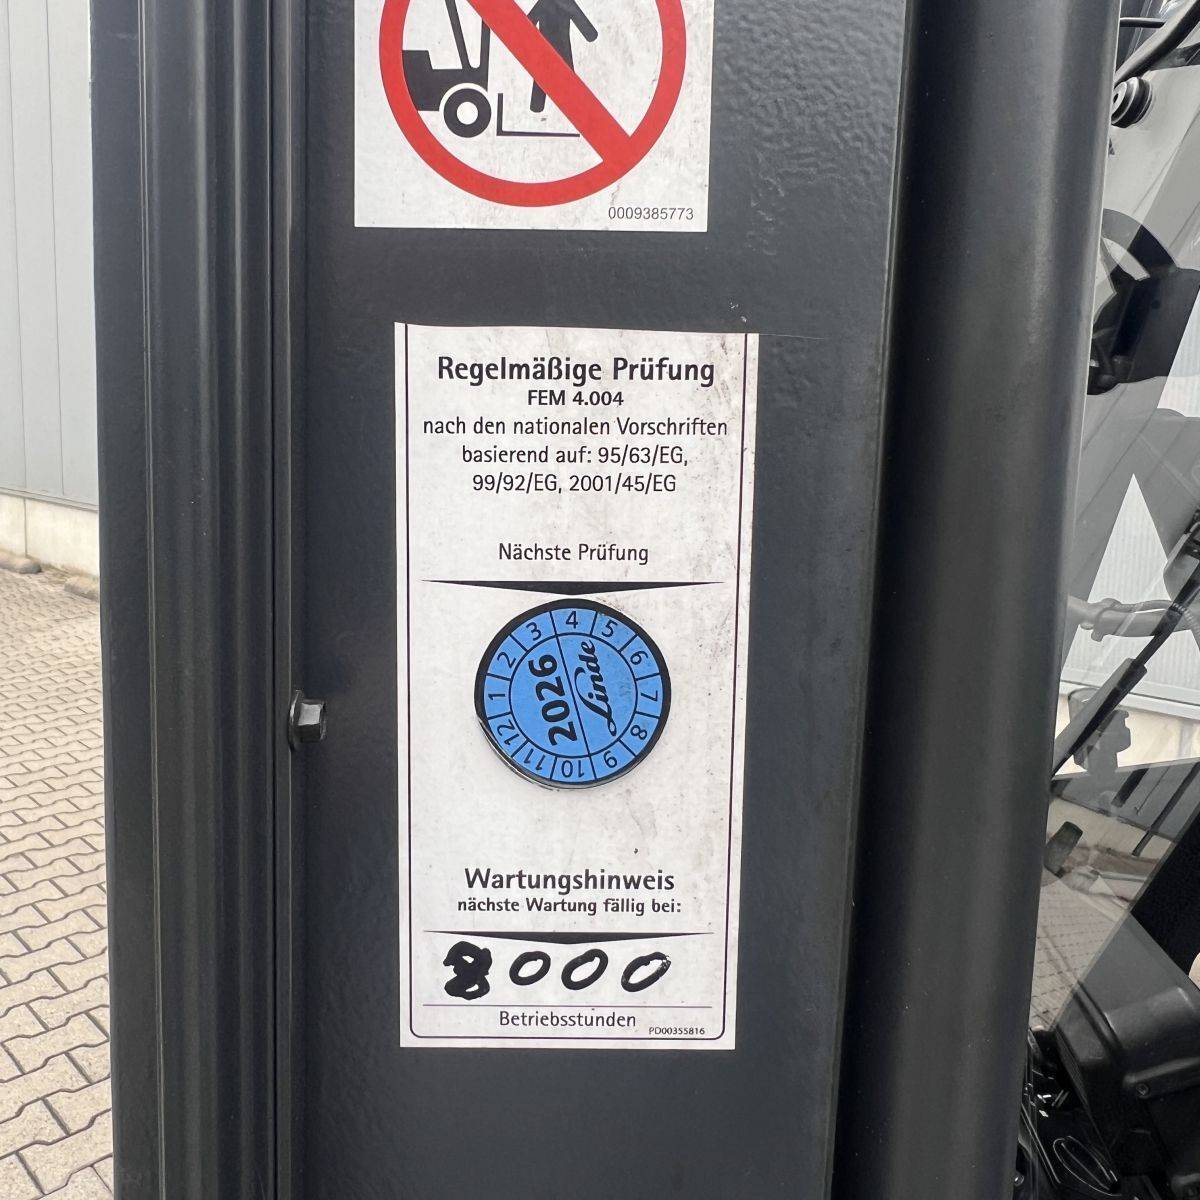 0009385773
Regelmäßige Prüfung
FEM 4.004
nach den nationalen Vorschriften
basierend auf: 95/63/EG,
99/92/EG, 2001/45/EG
Nächste Prüfung
1 2 3 4 5 6 7 8 9 10 11 12
2026
Linde
Wartungshinweis
nächste Wartung fällig bei:
8000
Betriebsstunden
PD00355816